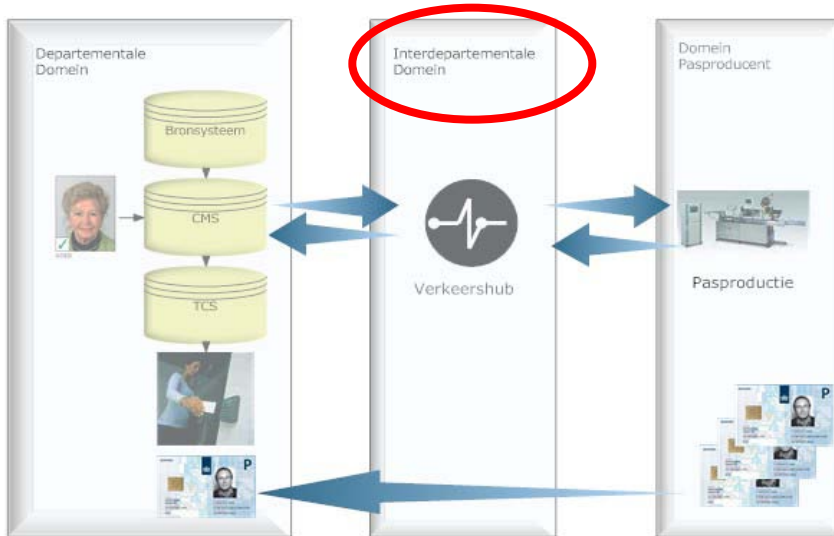 Departementale
Domein
Bronsysteem
CMS
TCS
P
Interdepartementale
Domein
Verkeershub
Domein
Pasproducent
Pasproductie
P